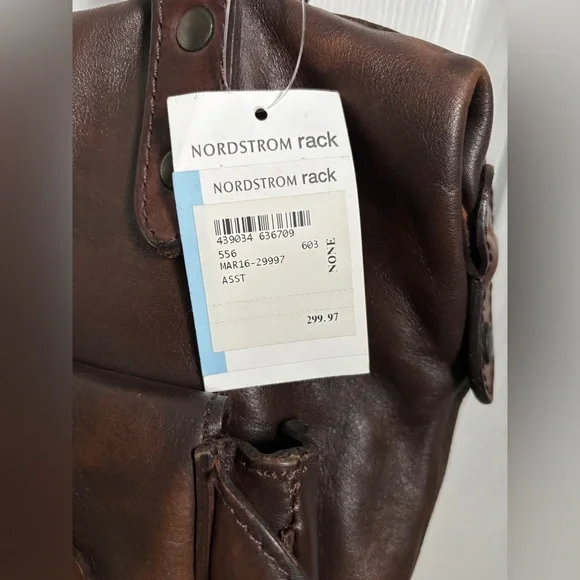 NORDSTROM rack
NORDSTROM rack
439034 636709
556 603
MAR16-29997
ASST
NONE
299.97